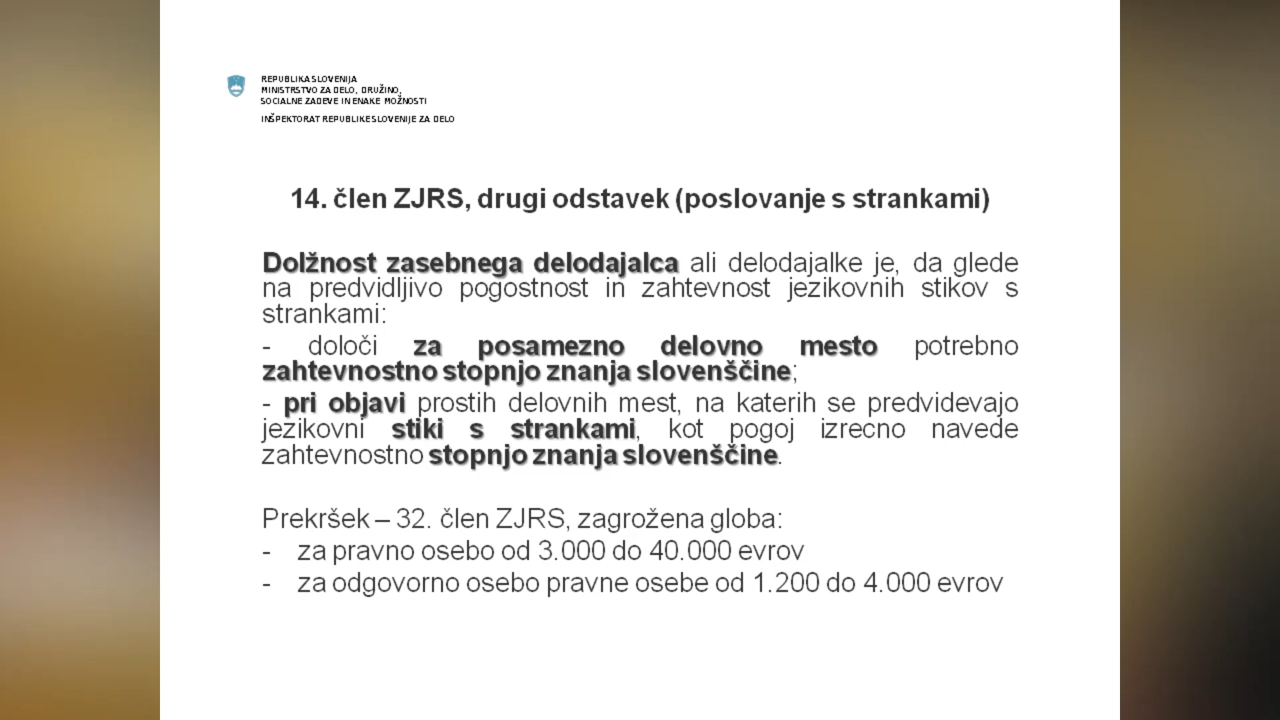 REPUBLIKA SLOVENIJA
MINISTRSTVO ZA DELO, DRUŽINO,
SOCIALNE ZADEVE IN ENAKE MOŽNOSTI
INŠPEKTORAT REPUBLIKE SLOVENIJE ZA DELO
14. člen ZJRS, drugi odstavek (poslovanje s strankami)
Dolžnost zasebnega delodajalca ali delodajalke je, da glede
na predvidljivo pogostnost in zahtevnost jezikovnih stikov s
strankami:
- določi za posamezno delovno mesto potrebno
zahtevnostno stopnjo znanja slovenščine;
- pri objavi prostih delovnih mest, na katerih se predvidevajo
jezikovni stiki s strankami, kot pogoj izrecno navede
zahtevnostno stopnjo znanja slovenščine.
Prekršek – 32. člen ZJRS, zagrožena globa:
- za pravno osebo od 3.000 do 40.000 evrov
- za odgovorno osebo pravne osebe od 1.200 do 4.000 evrov